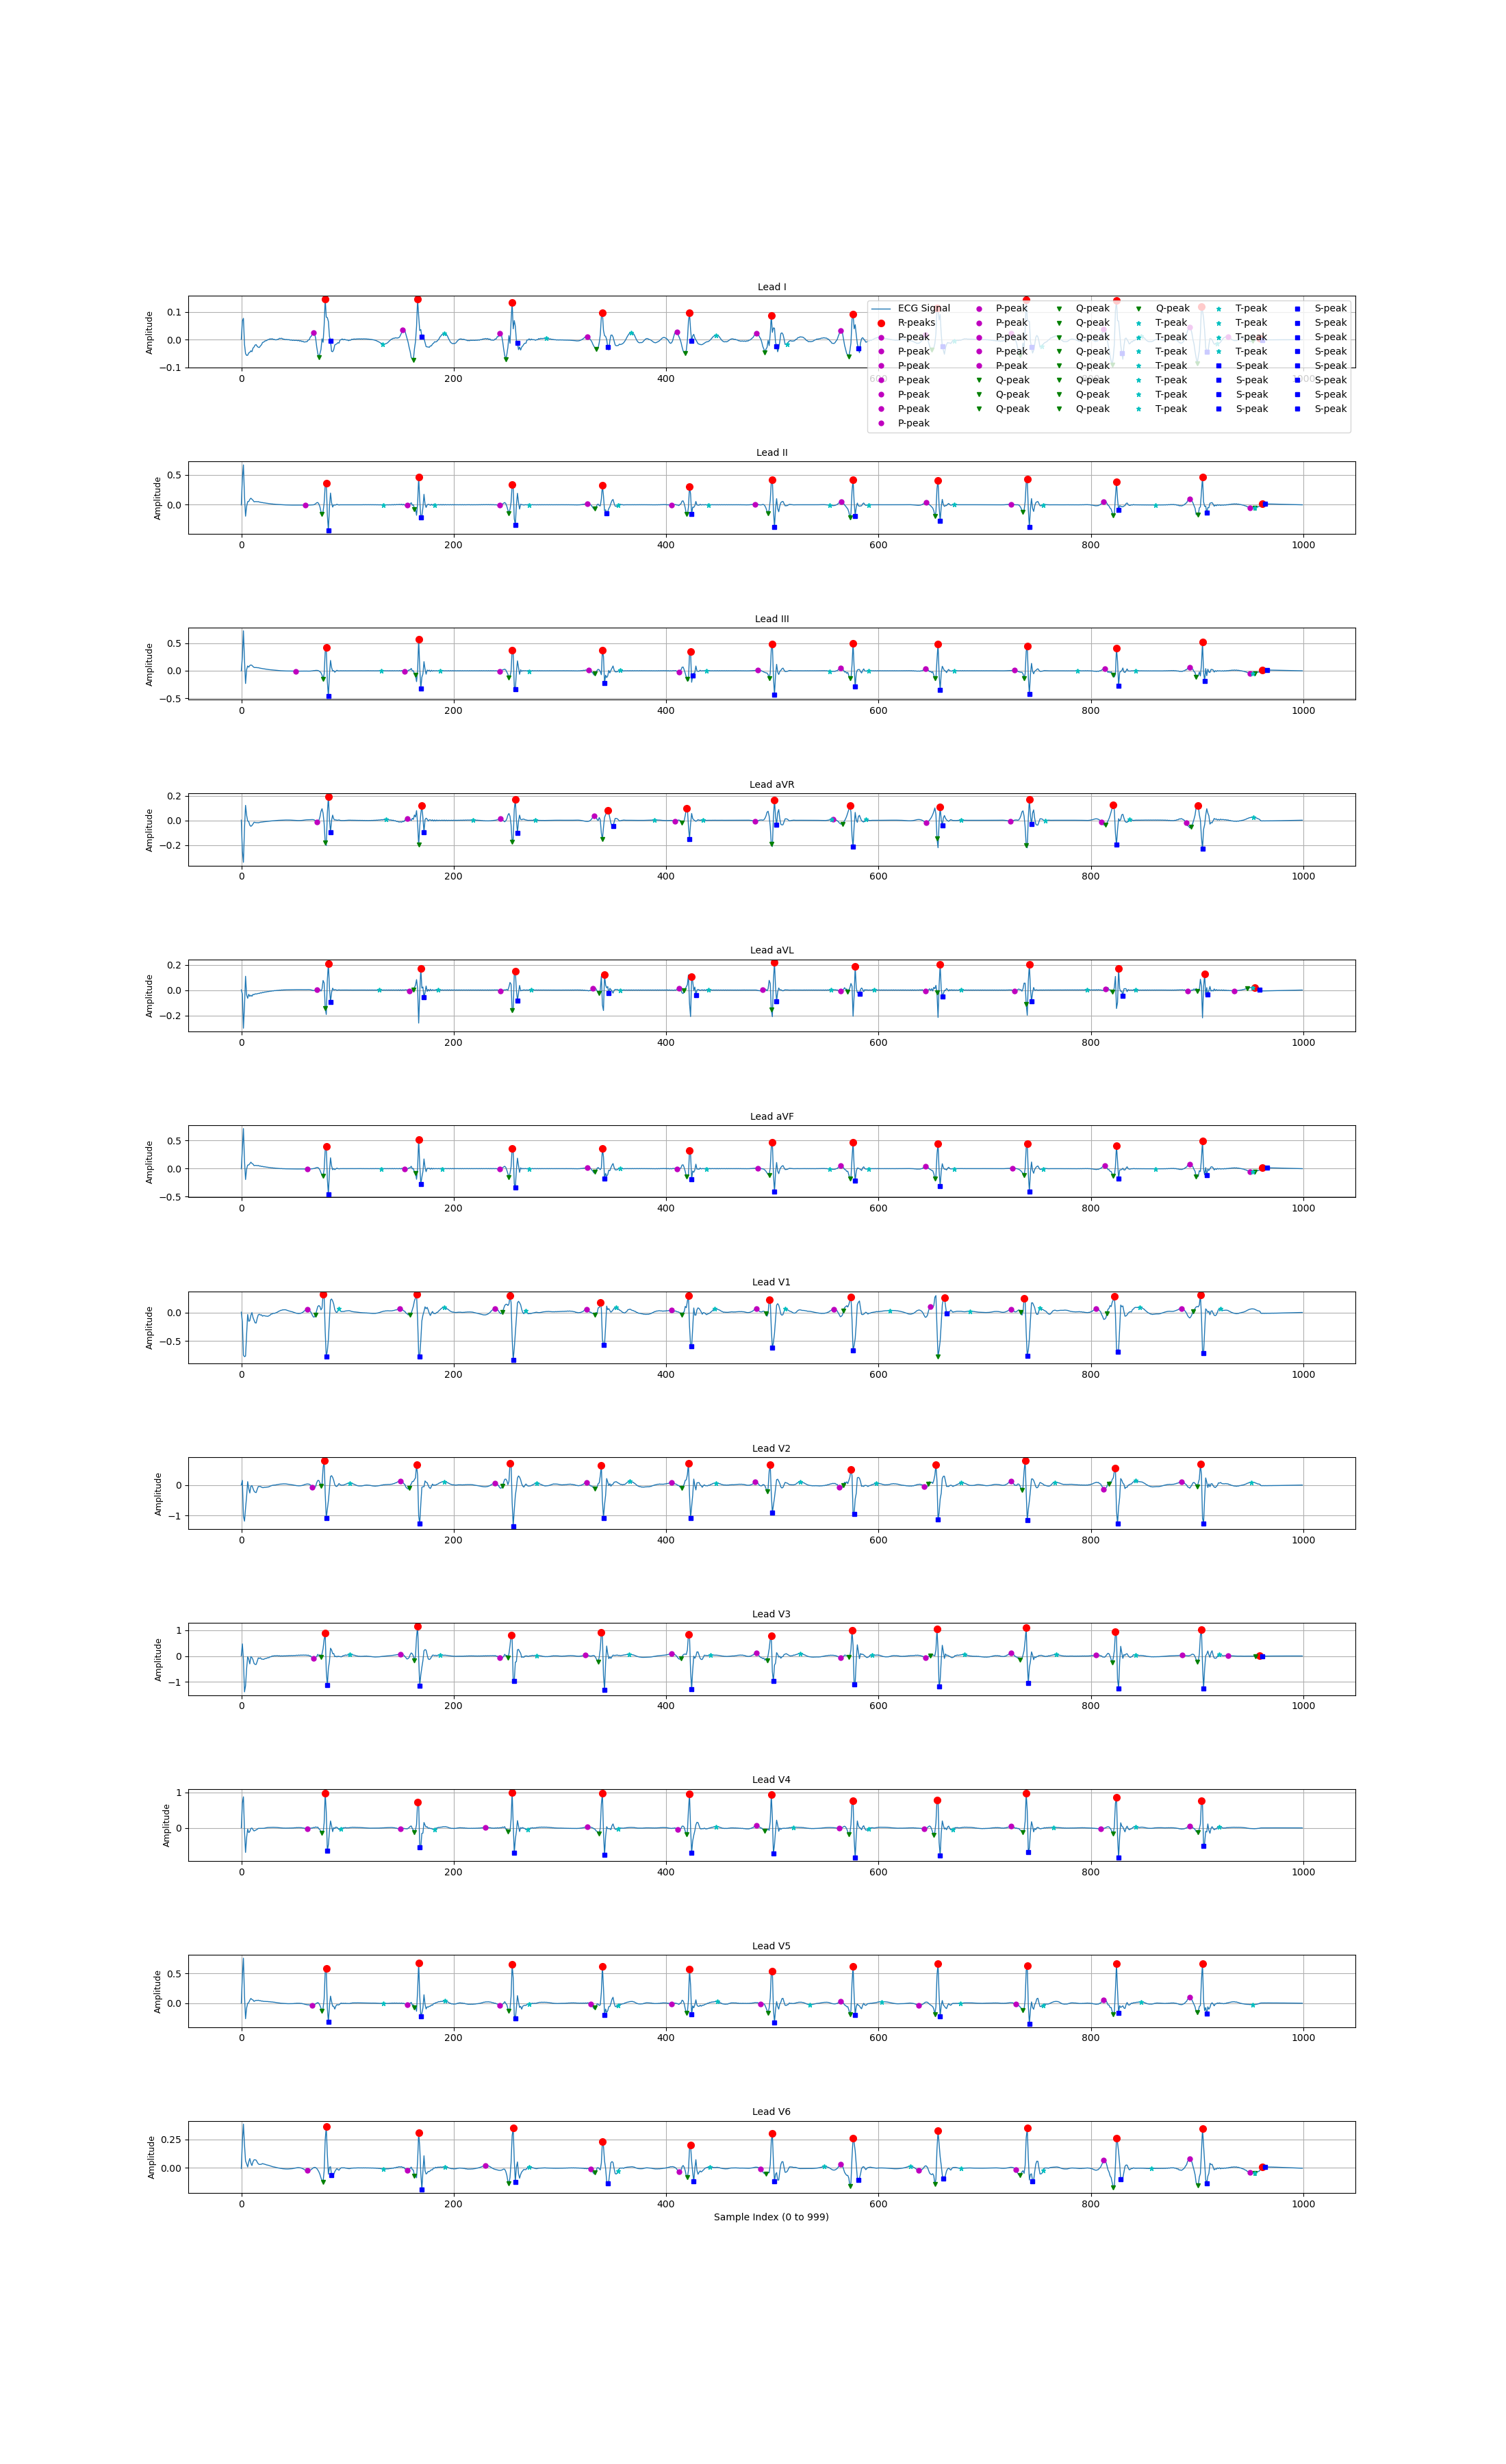 Lead I
Amplitude
0.1
0.0
−0.1
0 200 400 600 800 1000
ECG Signal P-peak Q-peak Q-peak T-peak S-peak
R-peaks P-peak Q-peak T-peak T-peak S-peak
P-peak P-peak Q-peak T-peak T-peak S-peak
P-peak P-peak Q-peak T-peak T-peak S-peak
P-peak P-peak Q-peak T-peak S-peak S-peak
P-peak Q-peak Q-peak T-peak S-peak S-peak
P-peak Q-peak Q-peak T-peak S-peak S-peak
P-peak Q-peak Q-peak T-peak S-peak S-peak
P-peak
Lead II
Amplitude
0.5
0.0
0 200 400 600 800 1000
Lead III
Amplitude
0.5
0.0
−0.5
0 200 400 600 800 1000
Lead aVR
Amplitude
0.2
0.0
−0.2
0 200 400 600 800 1000
Lead aVL
Amplitude
0.2
0.0
−0.2
0 200 400 600 800 1000
Lead aVF
Amplitude
0.5
0.0
−0.5
0 200 400 600 800 1000
Lead V1
Amplitude
0.0
−0.5
0 200 400 600 800 1000
Lead V2
Amplitude
0
−1
0 200 400 600 800 1000
Lead V3
Amplitude
1
0
−1
0 200 400 600 800 1000
Lead V4
Amplitude
1
0
0 200 400 600 800 1000
Lead V5
Amplitude
0.5
0.0
0 200 400 600 800 1000
Lead V6
Amplitude
0.25
0.00
0 200 400 600 800 1000
Sample Index (0 to 999)